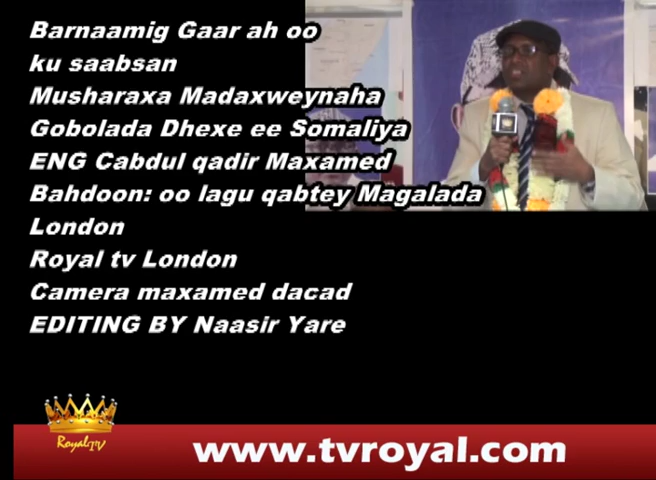 Barnaamig Gaar ah oo
ku saabsan
Musharaxa Madaxweynaha
Gobolada Dhexe ee Somaliya
ENG Cabdul qadir Maxamed
Bahdoon: oo lagu qabtey Magalada
London
Royal tv London
Camera maxamed dacad
EDITING BY Naasir Yare
RoyalTV
www.tvroyal.com